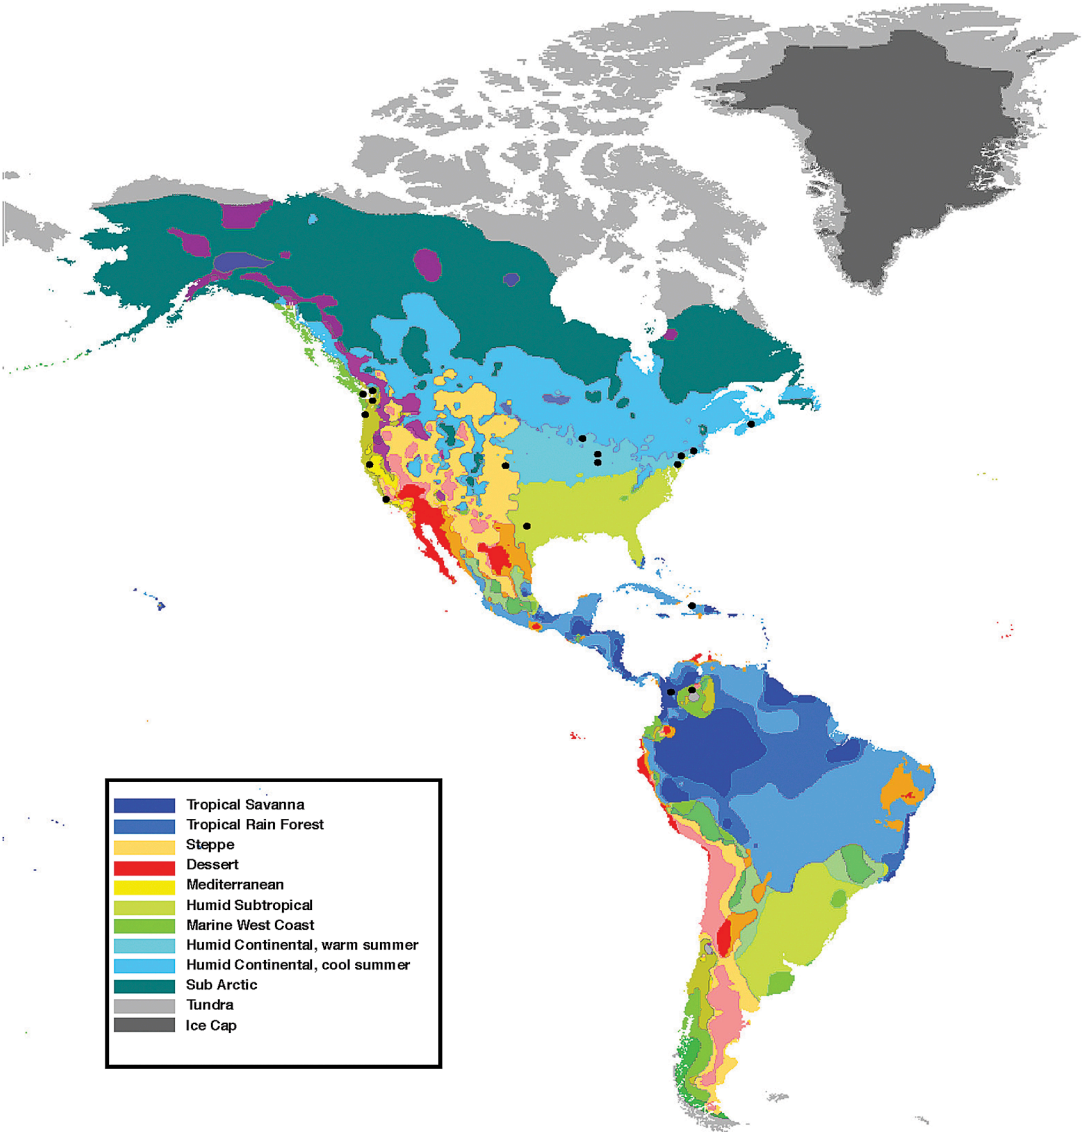 Tropical Savanna
Tropical Rain Forest
Steppe
Dessert
Mediterranean
Humid Subtropical
Marine West Coast
Humid Continental, warm summer
Humid Continental, cool summer
Sub Arctic
Tundra
Ice Cap